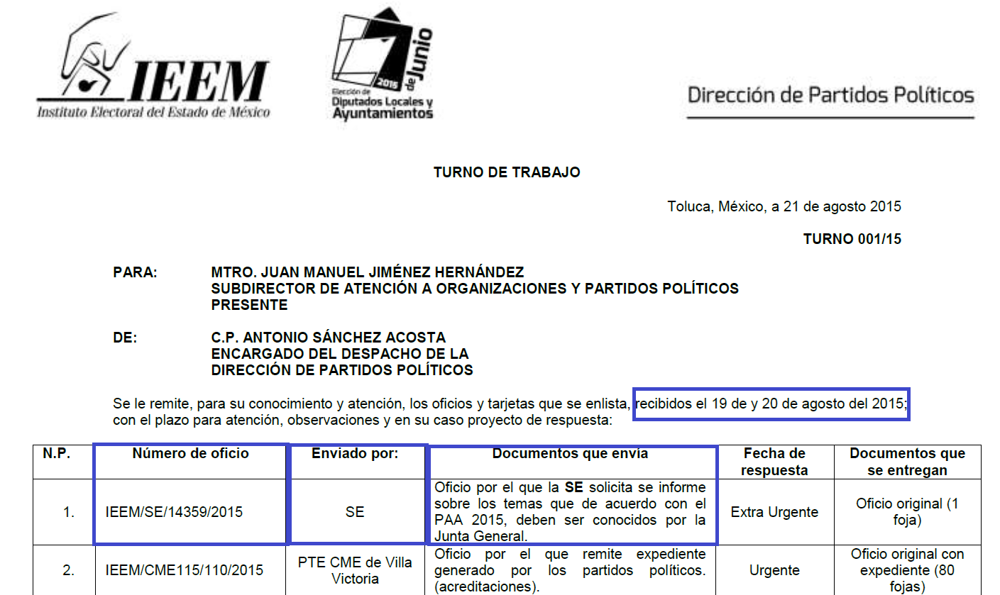 IEEM
Instituto Electoral del Estado de México
2015
de Junio
Elección de
Diputados Locales y
Ayuntamientos
Dirección de Partidos Políticos
TURNO DE TRABAJO
Toluca, México, a 21 de agosto 2015
TURNO 001/15
PARA: MTRO. JUAN MANUEL JIMÉNEZ HERNÁNDEZ
SUBDIRECTOR DE ATENCIÓN A ORGANIZACIONES Y PARTIDOS POLÍTICOS
PRESENTE
DE: C.P. ANTONIO SÁNCHEZ ACOSTA
ENCARGADO DEL DESPACHO DE LA
DIRECCIÓN DE PARTIDOS POLÍTICOS
Se le remite, para su conocimiento y atención, los oficios y tarjetas que se enlista, recibidos el 19 de y 20 de agosto del 2015;
con el plazo para atención, observaciones y en su caso proyecto de respuesta:
N.P.
Número de oficio
Enviado por:
Documentos que envía
Fecha de
respuesta
Documentos que
se entregan
1.
IEEM/SE/14359/2015
SE
Oficio por el que la SE solicita se informe
sobre los temas que de acuerdo con el
PAA 2015, deben ser conocidos por la
Junta General.
Extra Urgente
Oficio original (1
foja)
2.
IEEM/CME115/110/2015
PTE CME de Villa
Victoria
Oficio por el que remite expediente
generado por los partidos políticos.
(acreditaciones).
Urgente
Oficio original con
expediente (80
fojas)